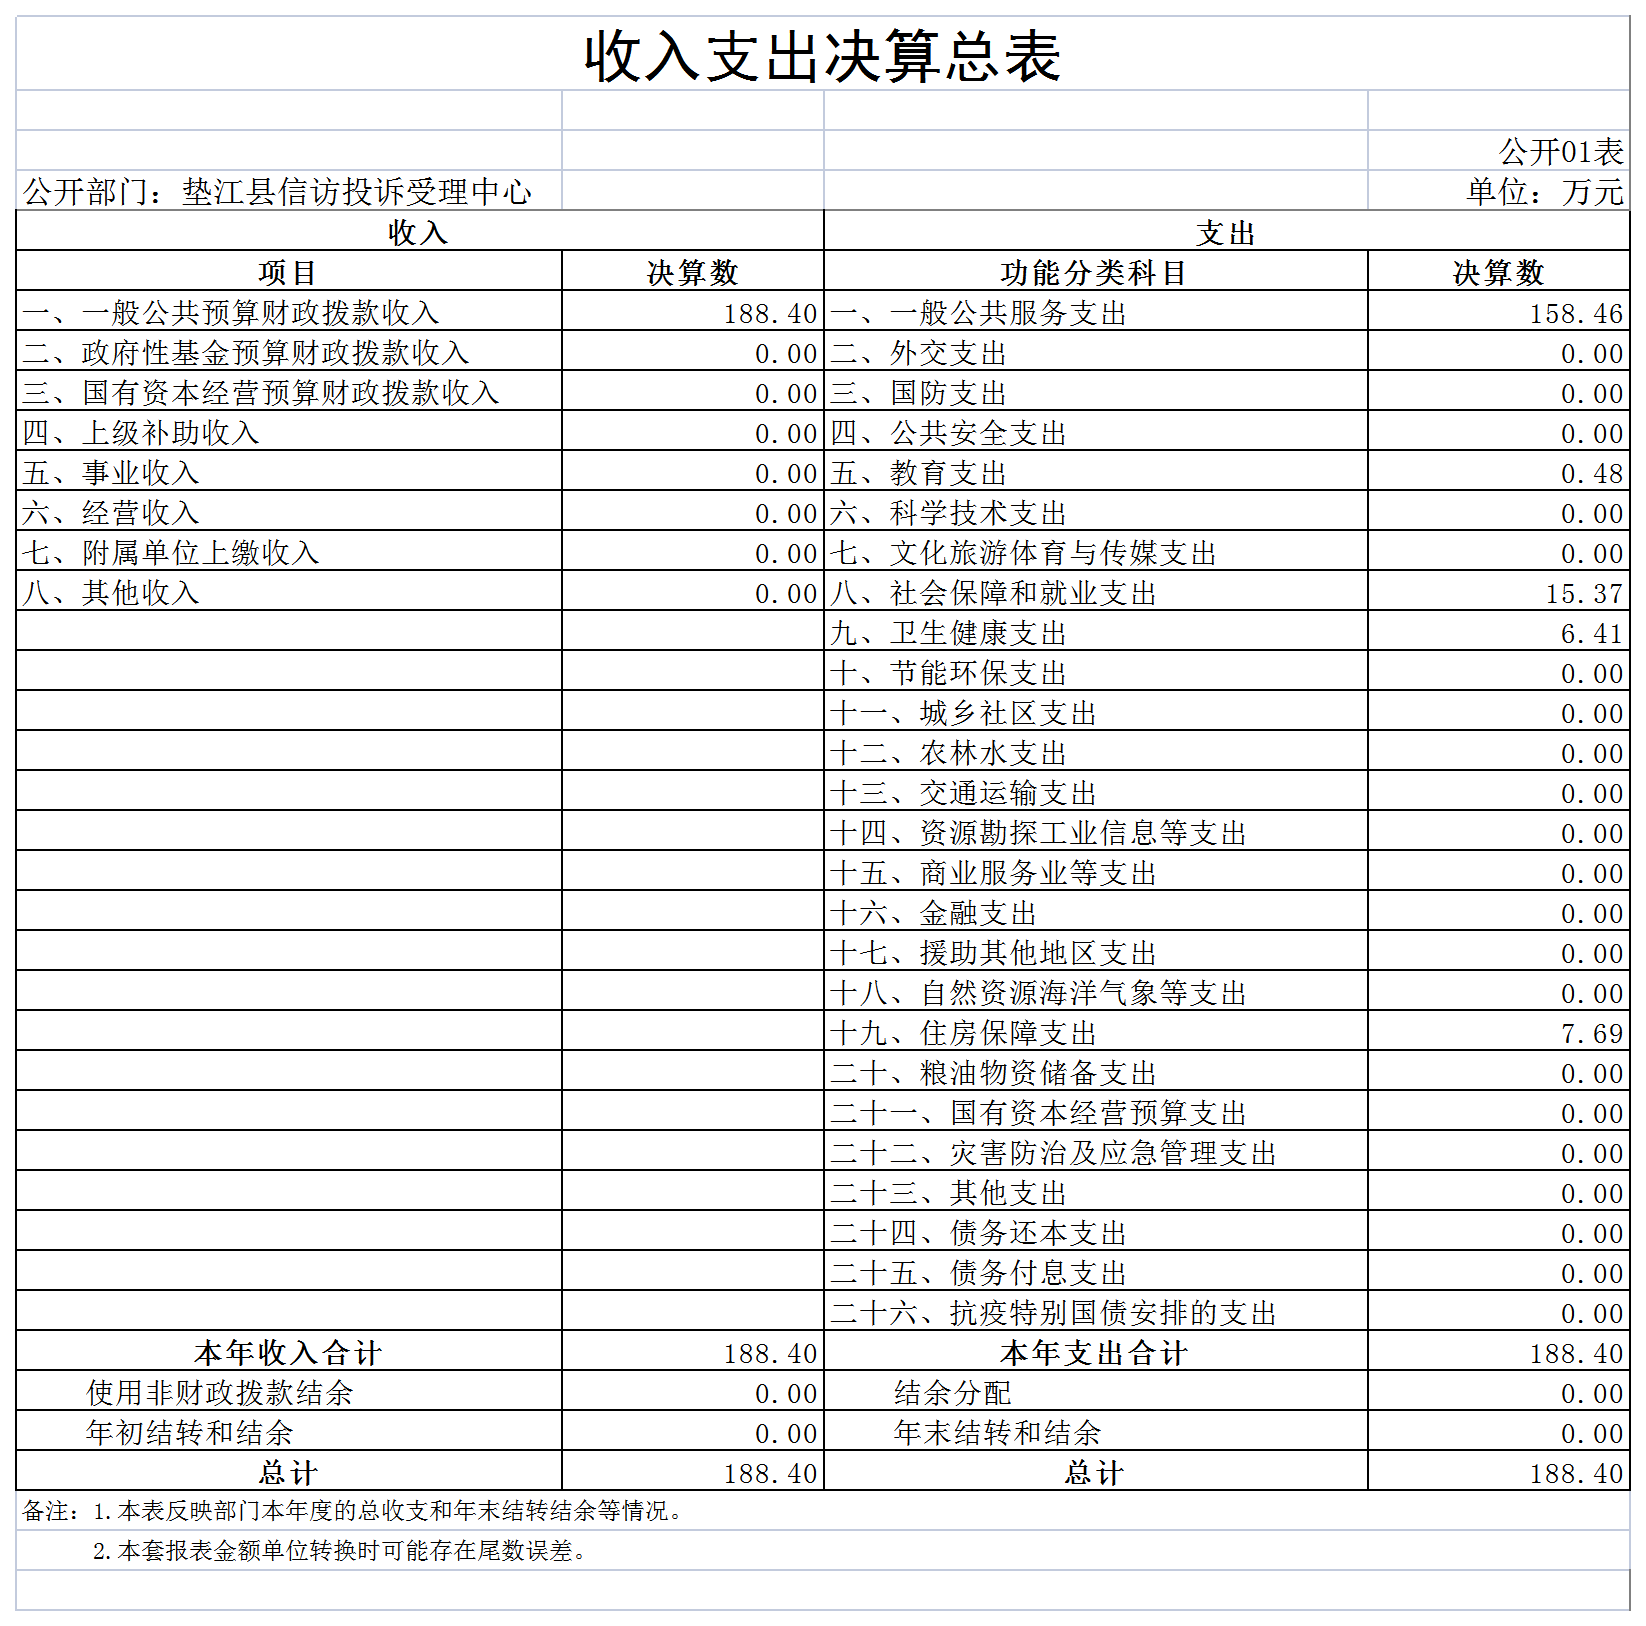 收入支出决算总表
公开01表
公开部门：垫江县信访投诉受理中心 单位：万元
收入 支出
项目 决算数 功能分类科目 决算数
一、一般公共预算财政拨款收入 188.40 一、一般公共服务支出 158.46
二、政府性基金预算财政拨款收入 0.00 二、外交支出 0.00
三、国有资本经营预算财政拨款收入 0.00 三、国防支出 0.00
四、上级补助收入 0.00 四、公共安全支出 0.00
五、事业收入 0.00 五、教育支出 0.48
六、经营收入 0.00 六、科学技术支出 0.00
七、附属单位上缴收入 0.00 七、文化旅游体育与传媒支出 0.00
八、其他收入 0.00 八、社会保障和就业支出 15.37
九、卫生健康支出 6.41
十、节能环保支出 0.00
十一、城乡社区支出 0.00
十二、农林水支出 0.00
十三、交通运输支出 0.00
十四、资源勘探工业信息等支出 0.00
十五、商业服务业等支出 0.00
十六、金融支出 0.00
十七、援助其他地区支出 0.00
十八、自然资源海洋气象等支出 0.00
十九、住房保障支出 7.69
二十、粮油物资储备支出 0.00
二十一、国有资本经营预算支出 0.00
二十二、灾害防治及应急管理支出 0.00
二十三、其他支出 0.00
二十四、债务还本支出 0.00
二十五、债务付息支出 0.00
二十六、抗疫特别国债安排的支出 0.00
本年收入合计 188.40 本年支出合计 188.40
使用非财政拨款结余 0.00 结余分配 0.00
年初结转和结余 0.00 年末结转和结余 0.00
总计 188.40 总计 188.40
备注：1.本表反映部门本年度的总收支和年末结转结余等情况。
2.本套报表金额单位转换时可能存在尾数误差。